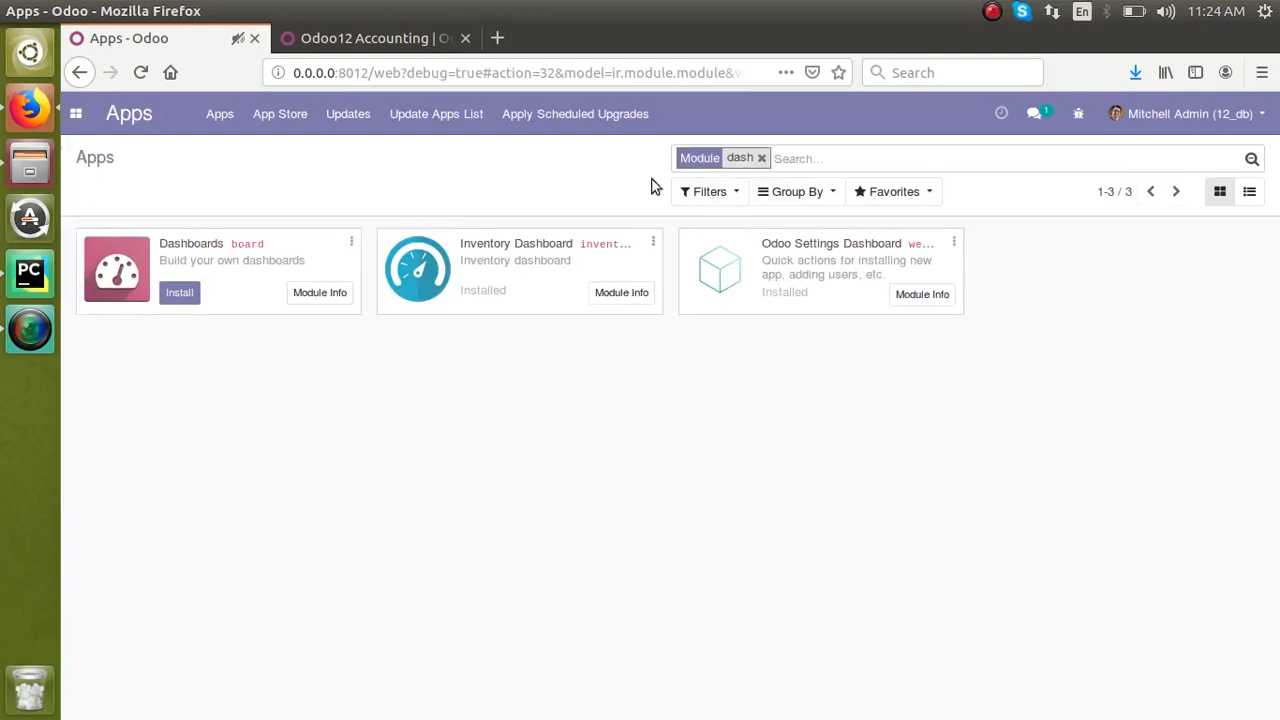 Apps - Odoo - Mozilla Firefox
En
11:24 AM
Apps - Odoo
Odoo12 Accounting | O
0.0.0.0:8012/web?debug=true#action=32&model=ir.module.module&v
Search
Apps
Apps
App Store
Updates
Update Apps List
Apply Scheduled Upgrades
1
Mitchell Admin (12_db)
Apps
Module dash
Search...
Filters
Group By
Favorites
1-3 / 3
Dashboards board
Build your own dashboards
Install
Module Info
Inventory Dashboard invent...
Inventory dashboard
Installed
Module Info
Odoo Settings Dashboard we...
Quick actions for installing new
app, adding users, etc.
Installed
Module Info
PC